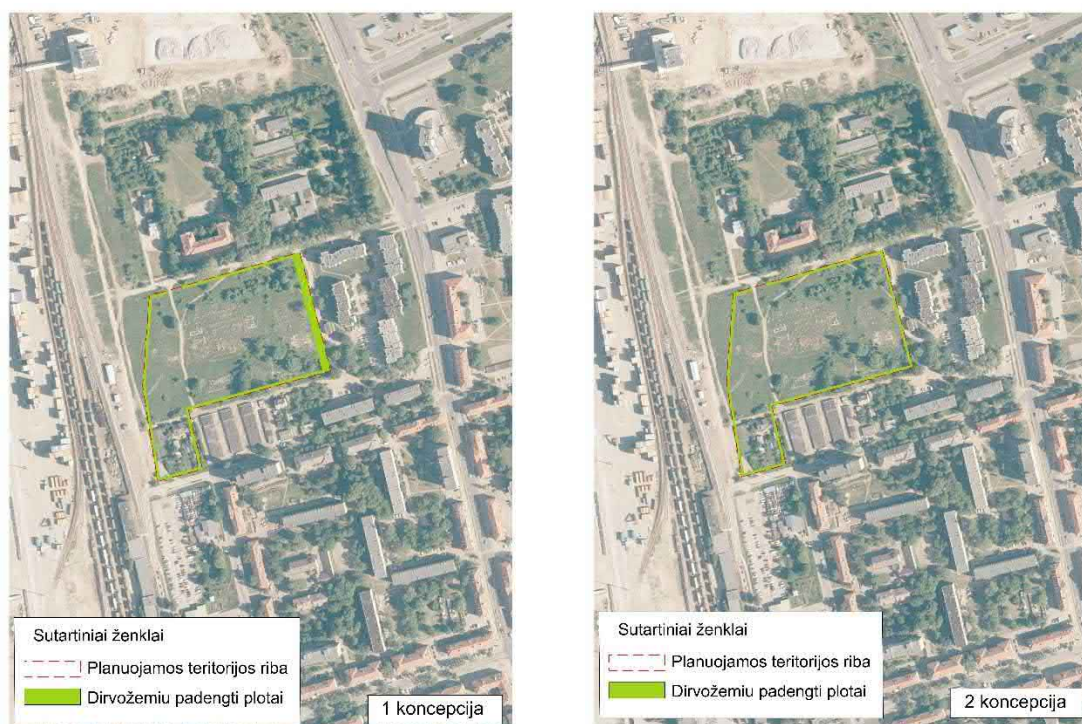 Sutartiniai ženklai
Planuojamos teritorijos riba
Dirvožemiu padengti plotai
1 koncepcija
Sutartiniai ženklai
Planuojamos teritorijos riba
Dirvožemiu padengti plotai
2 koncepcija